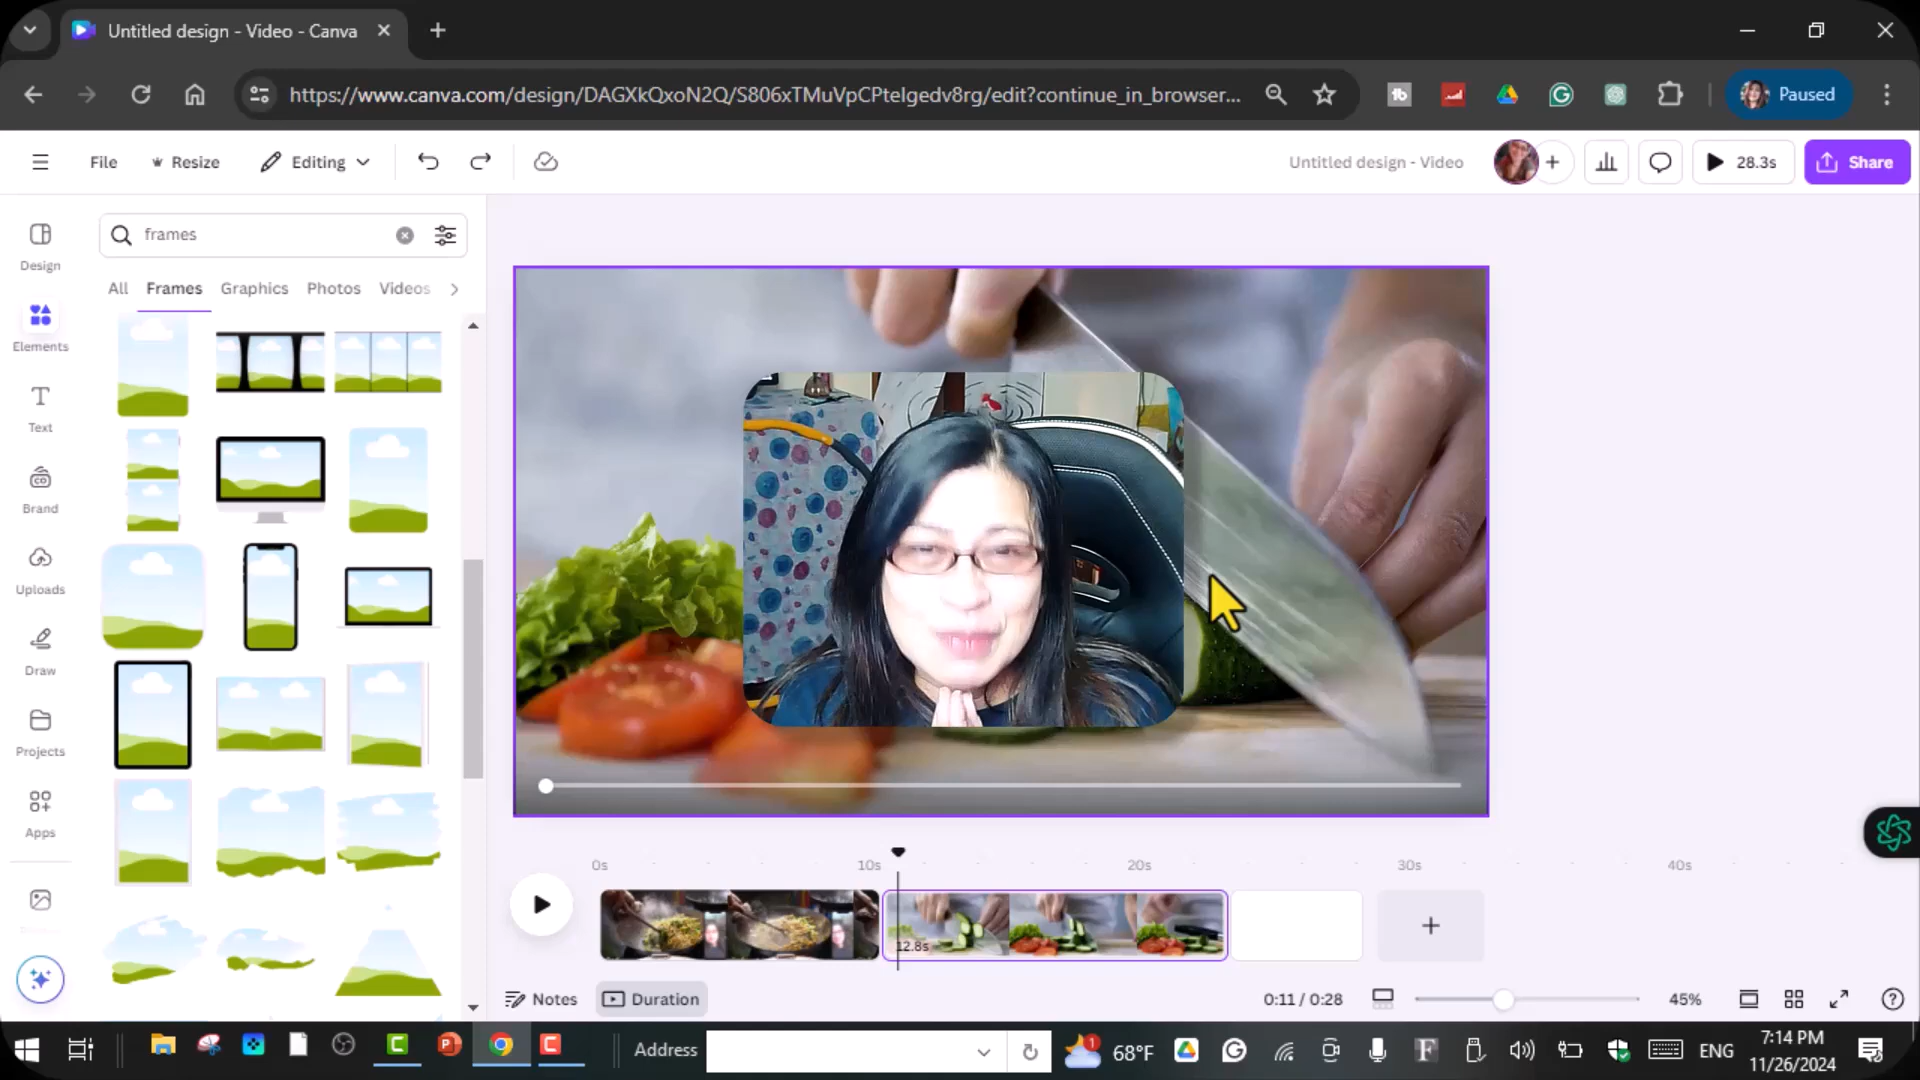 Untitled design - Video - Canva
https://www.canva.com/design/DAGXkQxoN2Q/S806xTMuVpCPteIgedv8rg/edit?continue_in_browser...
Paused
File
Resize
Editing
Untitled design - Video
28.3s
Share
Design
Elements
Text
Brand
Uploads
Draw
Projects
Apps
frames
All
Frames
Graphics
Photos
Videos
0s
10s
20s
30s
40s
12.8s
Notes
Duration
0:11 / 0:28
45%
Address
68°F
ENG
7:14 PM
11/26/2024